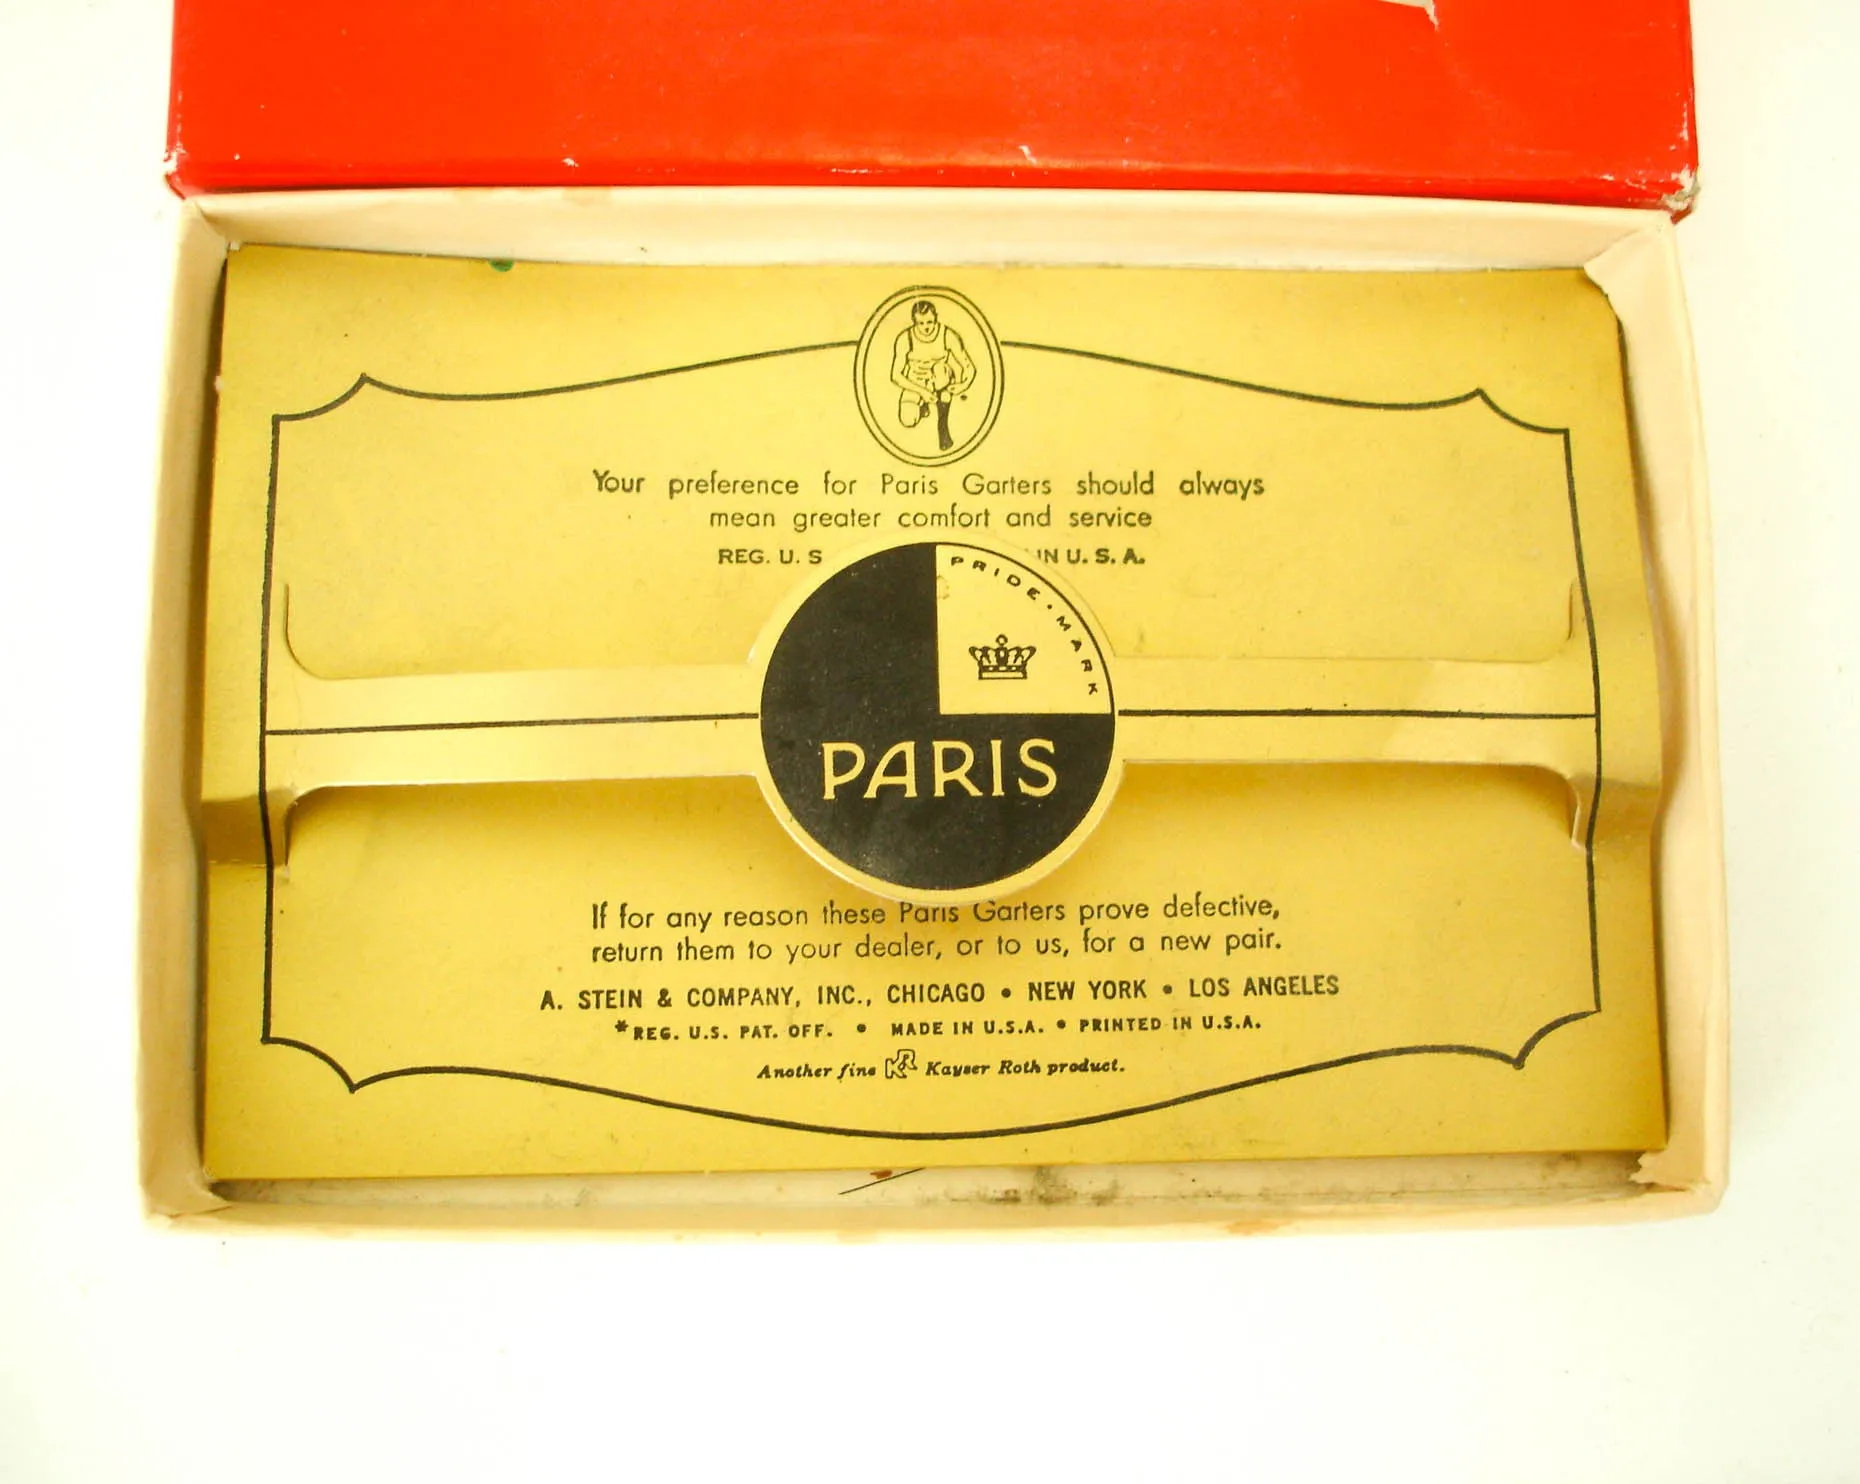 Your preference for Paris Garters should always
mean greater comfort and service
REG. U. S IN U. S. A.
PRIDE · MARK
PARIS
If for any reason these Paris Garters prove defective,
return them to your dealer, or to us, for a new pair.
A. STEIN & COMPANY, INC., CHICAGO • NEW YORK • LOS ANGELES
*REG. U.S. PAT. OFF. • MADE IN U.S.A. • PRINTED IN U.S.A.
Another fine KR Kayser Roth product.